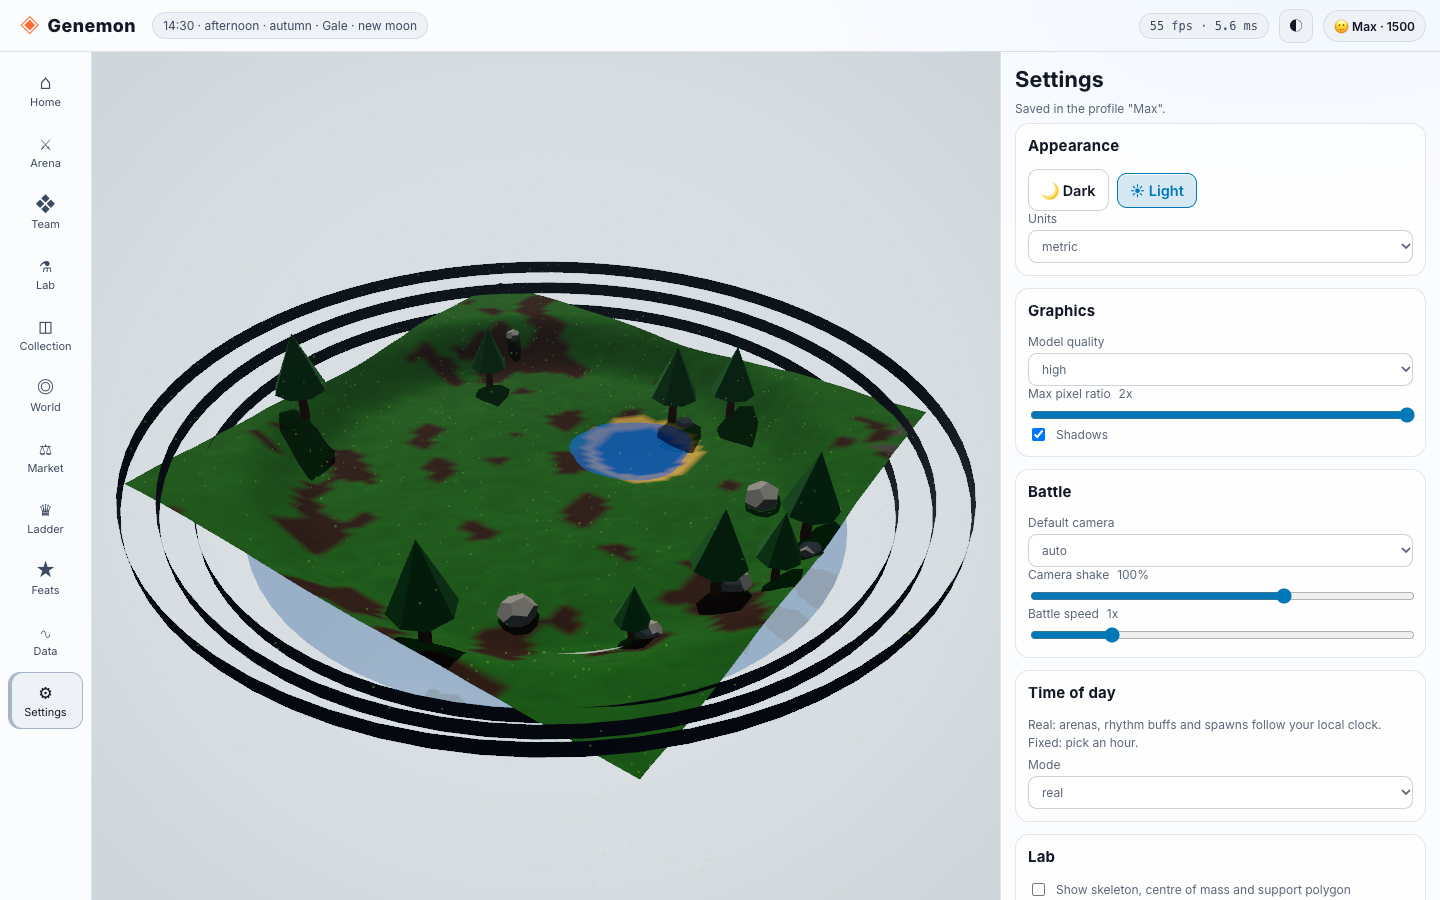 Genemon
14:30 · afternoon · autumn · Gale · new moon
55 fps · 5.6 ms
Max · 1500
Home
Arena
Team
Lab
Collection
World
Market
Ladder
Feats
Data
Settings
Settings
Saved in the profile "Max".
Appearance
Dark
Light
Units
metric
Graphics
Model quality
high
Max pixel ratio 2x
Shadows
Battle
Default camera
auto
Camera shake 100%
Battle speed 1x
Time of day
Real: arenas, rhythm buffs and spawns follow your local clock.
Fixed: pick an hour.
Mode
real
Lab
Show skeleton, centre of mass and support polygon